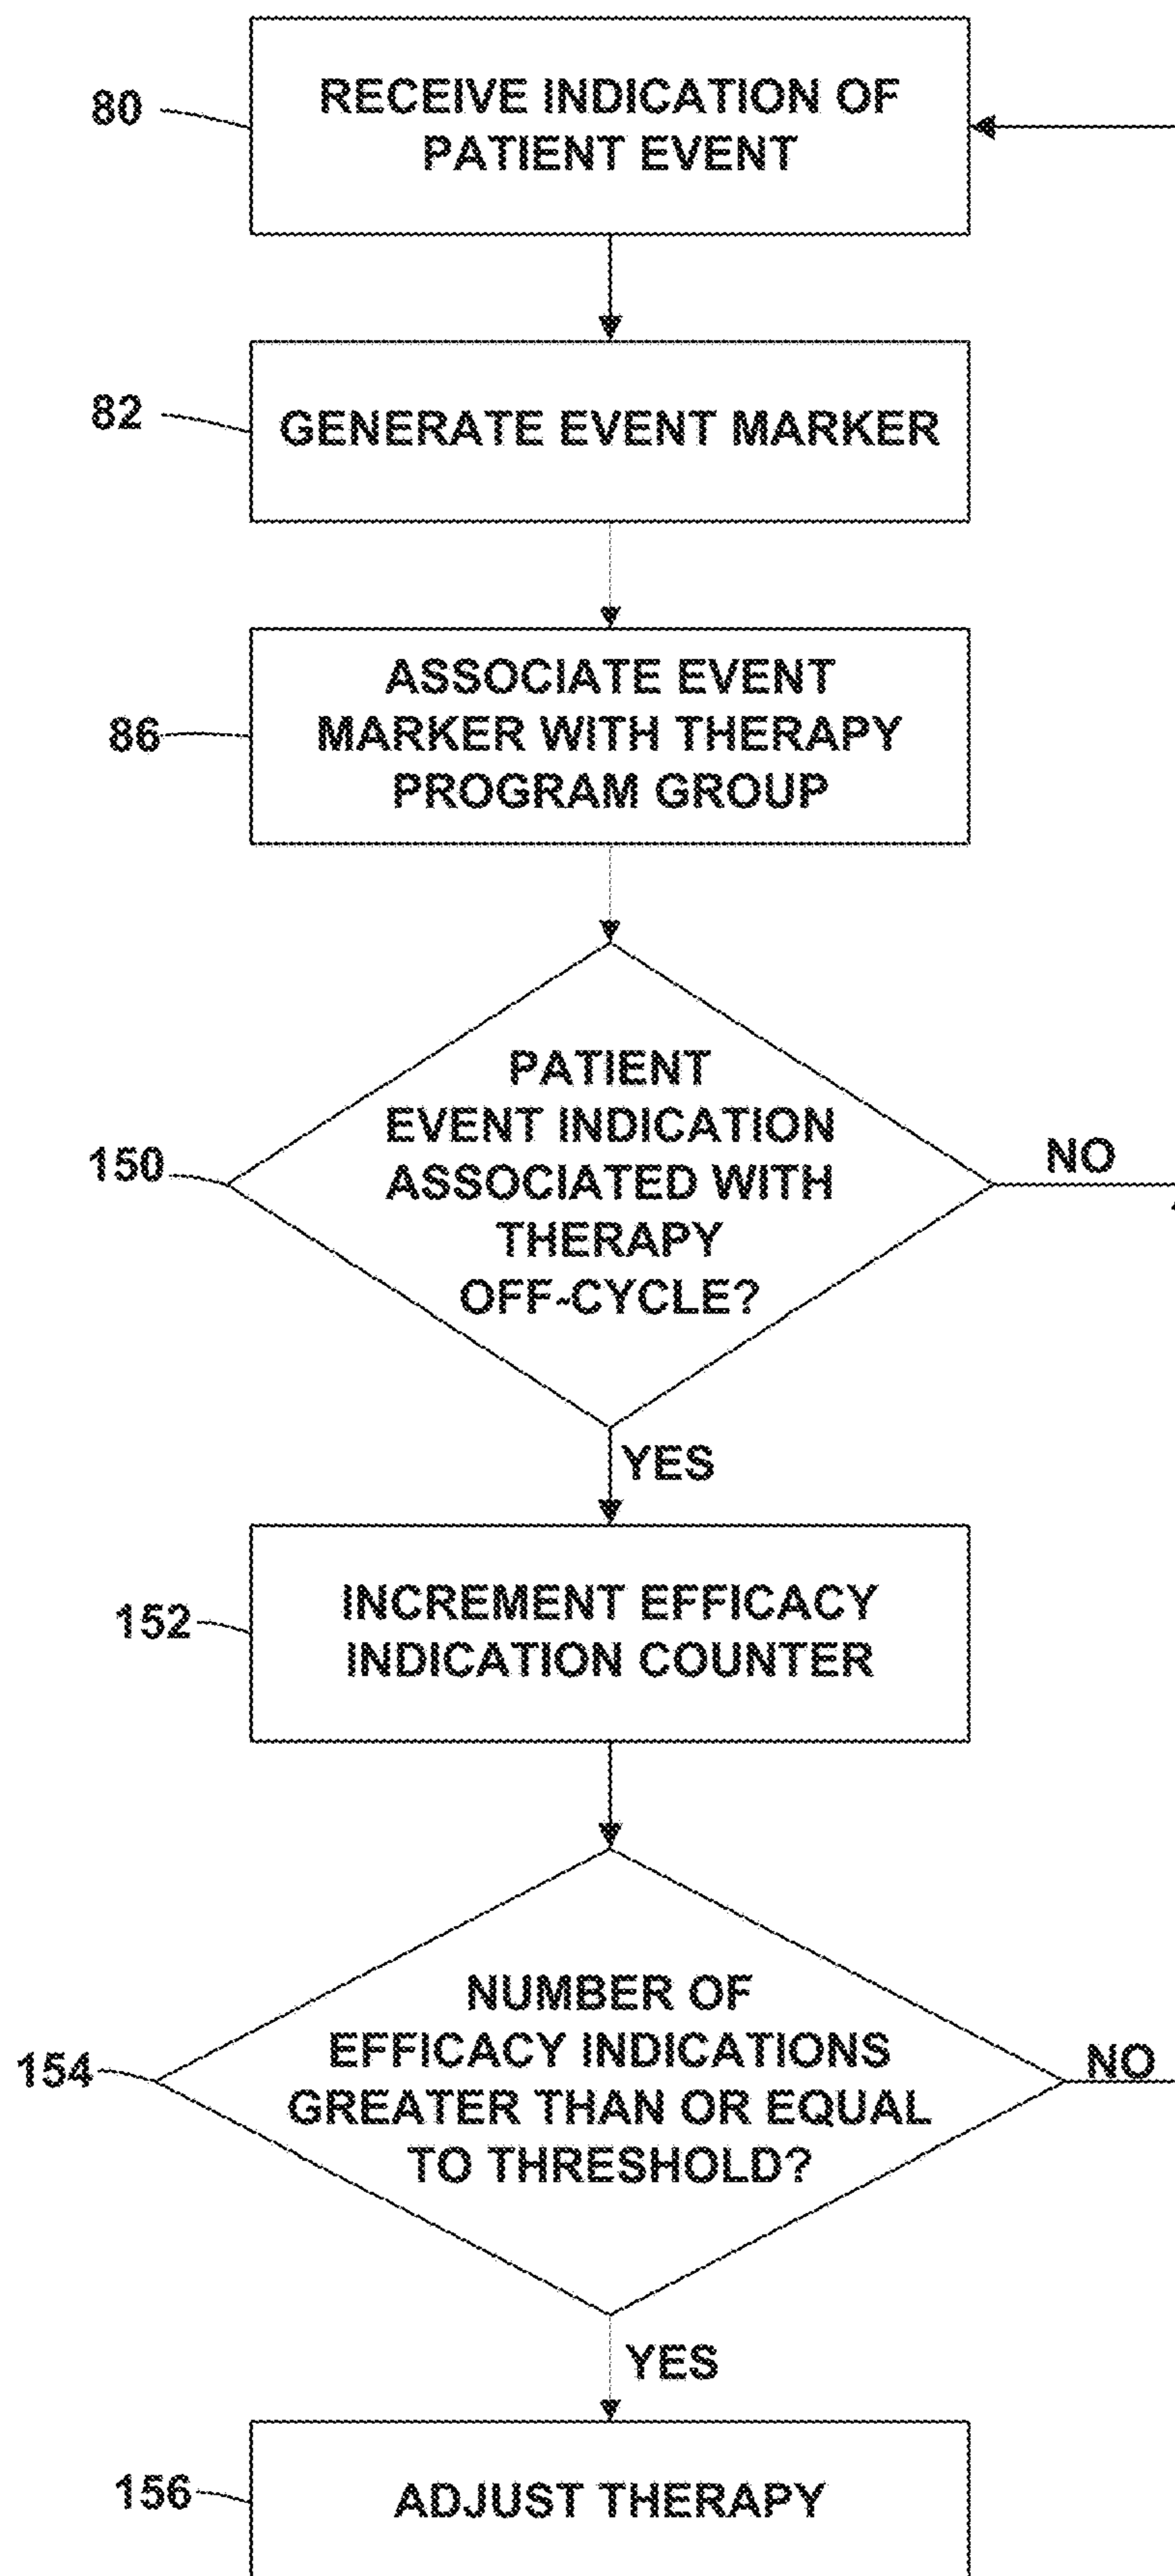 80
RECEIVE INDICATION OF
PATIENT EVENT
82
GENERATE EVENT MARKER
86
ASSOCIATE EVENT
MARKER WITH THERAPY
PROGRAM GROUP
150
PATIENT
EVENT INDICATION
ASSOCIATED WITH
THERAPY
OFF-CYCLE?
NO
YES
152
INCREMENT EFFICACY
INDICATION COUNTER
154
NUMBER OF
EFFICACY INDICATIONS
GREATER THAN OR EQUAL
TO THRESHOLD?
NO
YES
156
ADJUST THERAPY